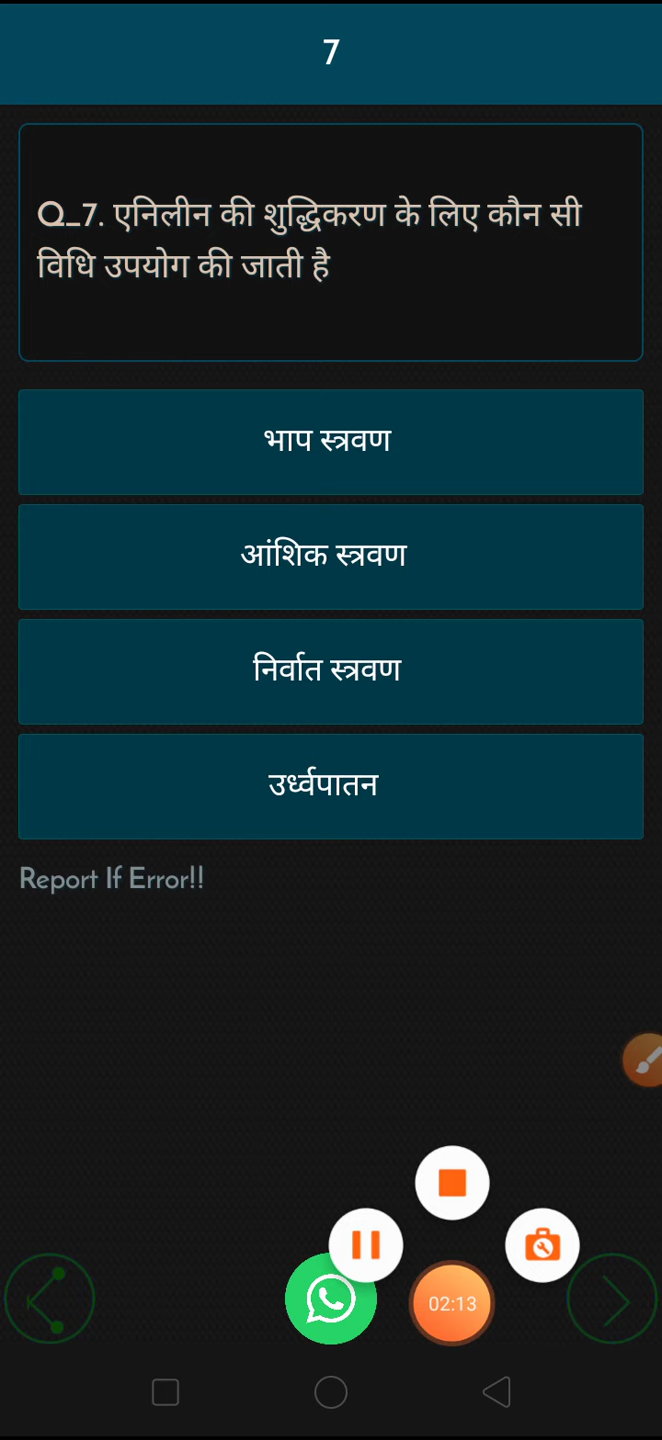 7
Q_7. एनिलीन की शुद्धिकरण के लिए कौन सी
विधि उपयोग की जाती है
भाप स्त्रवण
आंशिक स्त्रवण
निर्वात स्त्रवण
उर्ध्वपातन
Report If Error!!
02:13